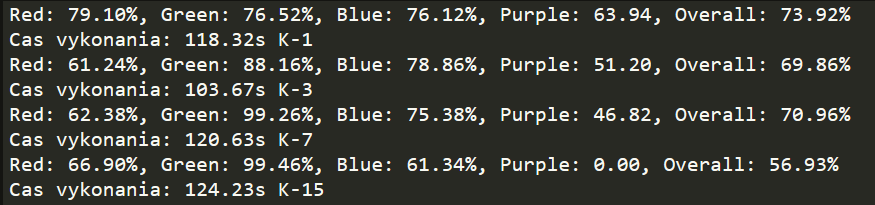 Red: 79.10%, Green: 76.52%, Blue: 76.12%, Purple: 63.94, Overall: 73.92%
Cas vykonania: 118.32s K-1
Red: 61.24%, Green: 88.16%, Blue: 78.86%, Purple: 51.20, Overall: 69.86%
Cas vykonania: 103.67s K-3
Red: 62.38%, Green: 99.26%, Blue: 75.38%, Purple: 46.82, Overall: 70.96%
Cas vykonania: 120.63s K-7
Red: 66.90%, Green: 99.46%, Blue: 61.34%, Purple: 0.00, Overall: 56.93%
Cas vykonania: 124.23s K-15